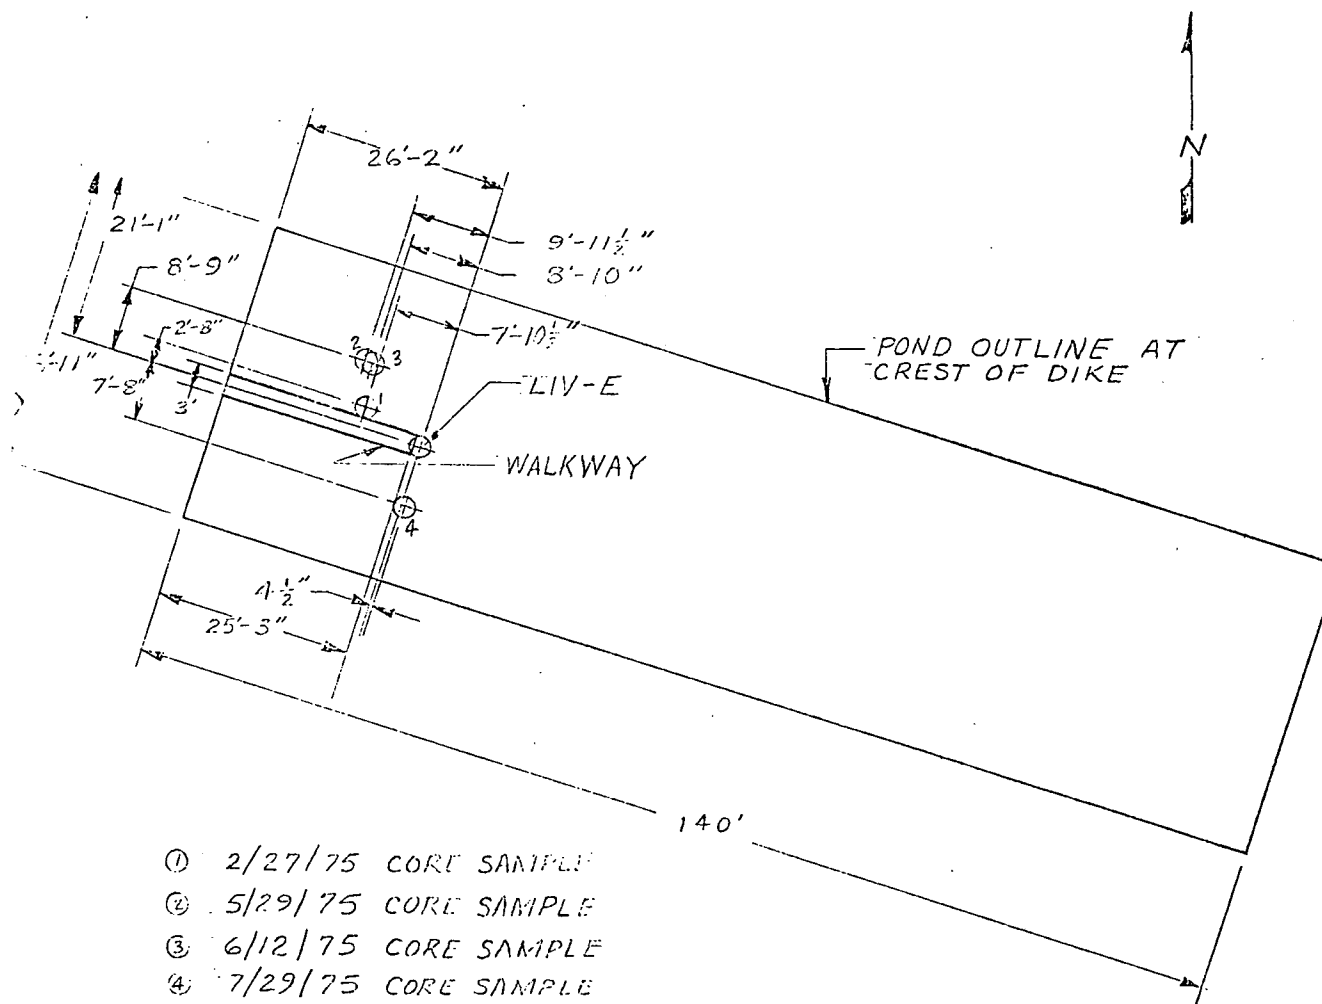 N
26'-2"
21'-1"
9'-11½"
8'-9"
8'-10"
2'-8"
7'-10½"
2
3
POND OUTLINE AT
CREST OF DIKE
-11"
7'-8"
LIV-E
3'
1
WALKWAY
4
4½"
25'-3"
140'
① 2/27/75 CORE SAMPLE
② 5/29/75 CORE SAMPLE
③ 6/12/75 CORE SAMPLE
④ 7/29/75 CORE SAMPLE